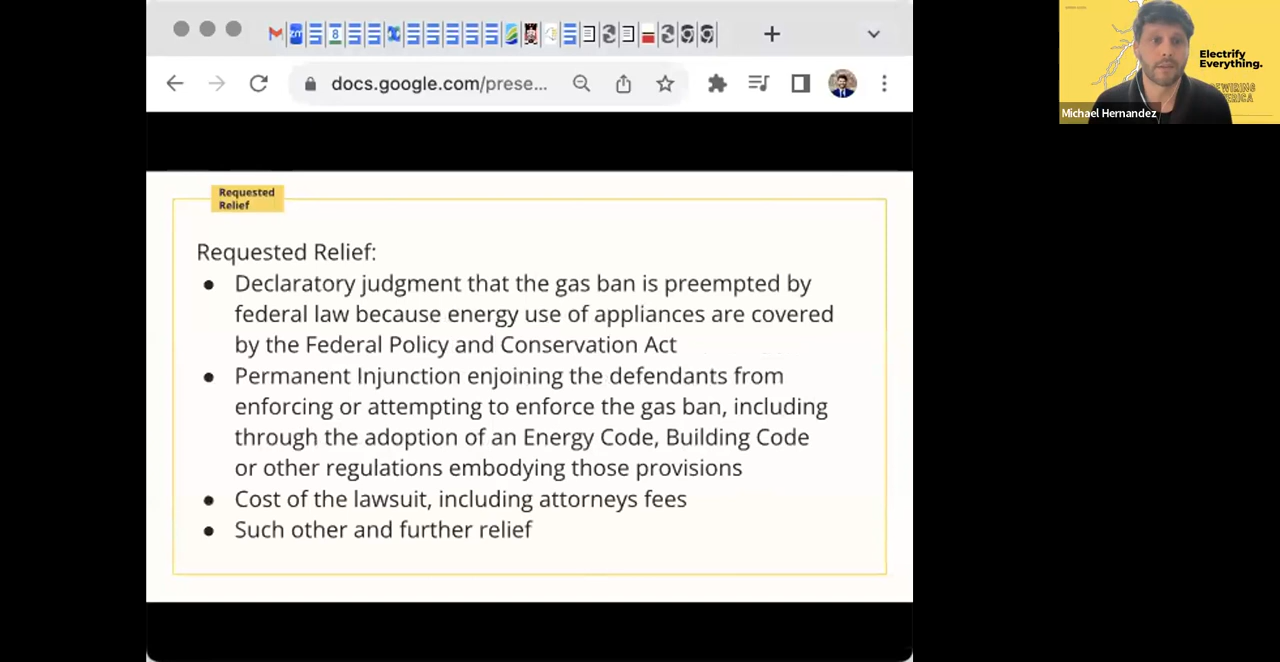 8
docs.google.com/prese...
Electrify
Everything.
Michael Hernandez
Requested
Relief
Requested Relief:
● Declaratory judgment that the gas ban is preempted by
federal law because energy use of appliances are covered
by the Federal Policy and Conservation Act
● Permanent Injunction enjoining the defendants from
enforcing or attempting to enforce the gas ban, including
through the adoption of an Energy Code, Building Code
or other regulations embodying those provisions
● Cost of the lawsuit, including attorneys fees
● Such other and further relief